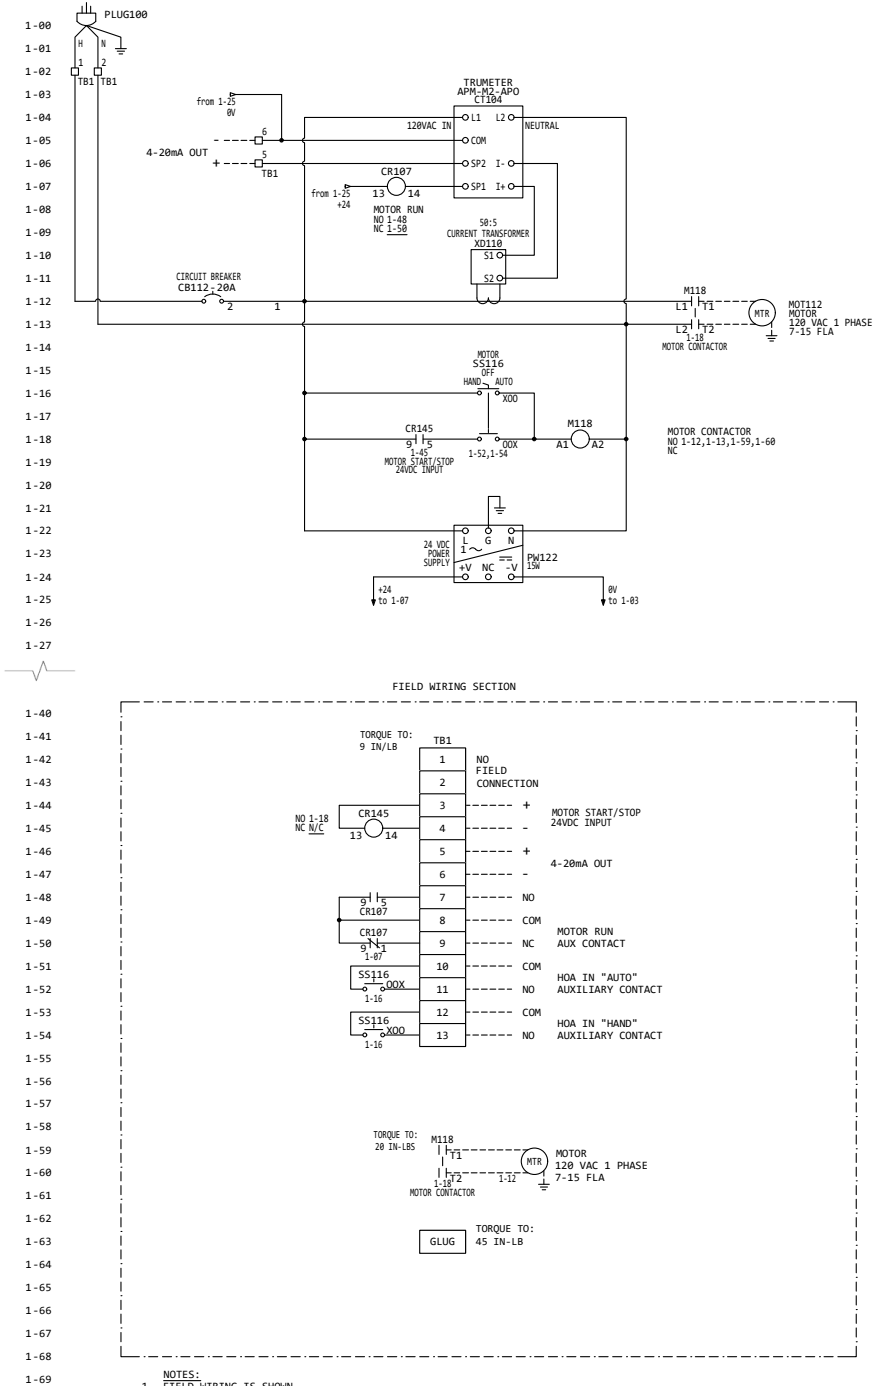 PLUG100
1-00
1-01
H
N
1-02
1
2
TB1
TB1
1-03
from 1-25
0V
TRUMETER
APM-M2-APO
CT104
1-04
120VAC IN
L1
L2
NEUTRAL
1-05
-
6
COM
4-20mA OUT
1-06
+
5
TB1
SP2
I-
1-07
from 1-25
+24
CR107
13
14
SP1
I+
1-08
MOTOR RUN
NO 1-48
NC 1-50
1-09
50:5
CURRENT TRANSFORMER
XD110
1-10
S1
1-11
S2
CIRCUIT BREAKER
CB112-20A
1-12
2
1
M118
L1
T1
MTR
MOT112
MOTOR
120 VAC 1 PHASE
7-15 FLA
1-13
L2
T2
1-18
MOTOR CONTACTOR
1-14
1-15
MOTOR
SS116
OFF
HAND
AUTO
1-16
XOO
1-17
1-18
CR145
9
5
1-45
MOTOR START/STOP
24VDC INPUT
OOX
1-52,1-54
M118
A1
A2
MOTOR CONTACTOR
NO 1-12,1-13,1-59,1-60
NC
1-19
1-20
1-21
1-22
L
G
N
1
24 VDC
POWER
SUPPLY
1-23
PW122
15W
1-24
+V
NC
-V
1-25
+24
to 1-07
0V
to 1-03
1-26
1-27
FIELD WIRING SECTION
1-40
1-41
TORQUE TO:
9 IN/LB
TB1
1-42
1
NO
FIELD
CONNECTION
1-43
2
1-44
3
+
MOTOR START/STOP
24VDC INPUT
1-45
NO 1-18
NC N/C
CR145
13
14
4
-
1-46
5
+
4-20mA OUT
1-47
6
-
1-48
9
5
CR107
7
NO
1-49
8
COM
MOTOR RUN
AUX CONTACT
1-50
CR107
9
1
1-07
9
NC
1-51
10
COM
HOA IN "AUTO"
AUXILIARY CONTACT
1-52
SS116
OOX
1-16
11
NO
1-53
12
COM
HOA IN "HAND"
AUXILIARY CONTACT
1-54
SS116
XOO
1-16
13
NO
1-55
1-56
1-57
1-58
TORQUE TO:
20 IN-LBS
1-59
M118
T1
MTR
MOTOR
120 VAC 1 PHASE
7-15 FLA
1-60
T2
1-12
1-18
MOTOR CONTACTOR
1-61
1-62
1-63
GLUG
TORQUE TO:
45 IN-LB
1-64
1-65
1-66
1-67
1-68
1-69
NOTES:
1. FIELD WIRING IS SHOWN